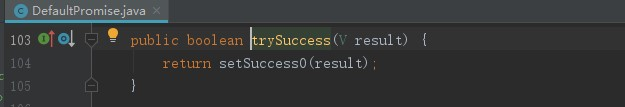 DefaultPromise.java
103 public boolean trySuccess(V result) {
104 return setSuccess0(result);
105 }